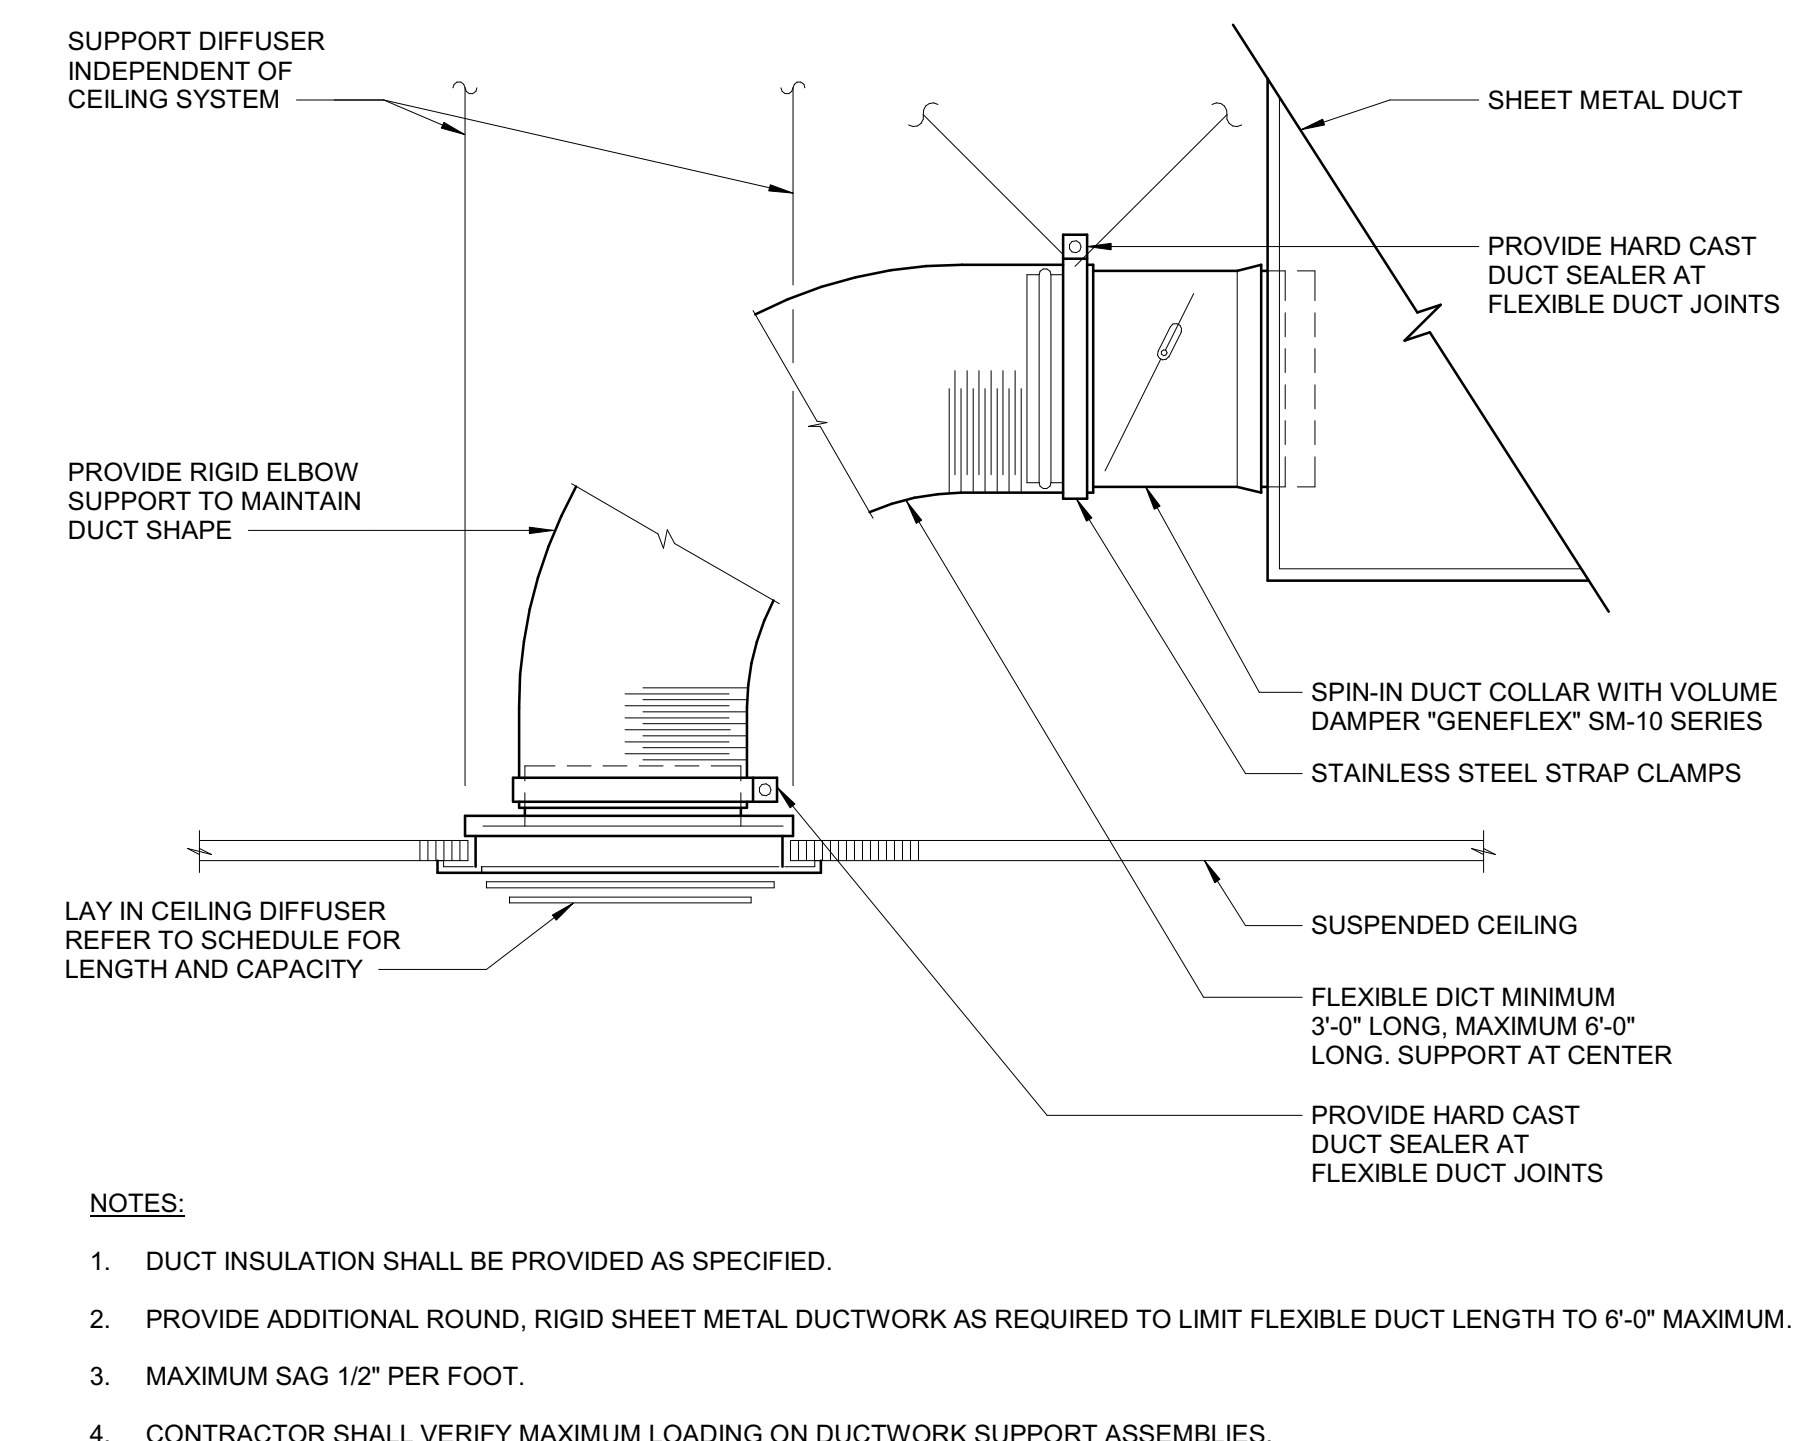 SUPPORT DIFFUSER
INDEPENDENT OF
CEILING SYSTEM
SHEET METAL DUCT
PROVIDE HARD CAST
DUCT SEALER AT
FLEXIBLE DUCT JOINTS
PROVIDE RIGID ELBOW
SUPPORT TO MAINTAIN
DUCT SHAPE
SPIN-IN DUCT COLLAR WITH VOLUME
DAMPER "GENEFLEX" SM-10 SERIES
STAINLESS STEEL STRAP CLAMPS
LAY IN CEILING DIFFUSER
REFER TO SCHEDULE FOR
LENGTH AND CAPACITY
SUSPENDED CEILING
FLEXIBLE DICT MINIMUM
3'-0" LONG, MAXIMUM 6'-0"
LONG. SUPPORT AT CENTER
PROVIDE HARD CAST
DUCT SEALER AT
FLEXIBLE DUCT JOINTS
NOTES:
1. DUCT INSULATION SHALL BE PROVIDED AS SPECIFIED.
2. PROVIDE ADDITIONAL ROUND, RIGID SHEET METAL DUCTWORK AS REQUIRED TO LIMIT FLEXIBLE DUCT LENGTH TO 6'-0" MAXIMUM.
3. MAXIMUM SAG 1/2" PER FOOT.
4. CONTRACTOR SHALL VERIFY MAXIMUM LOADING ON DUCTWORK SUPPORT ASSEMBLIES.